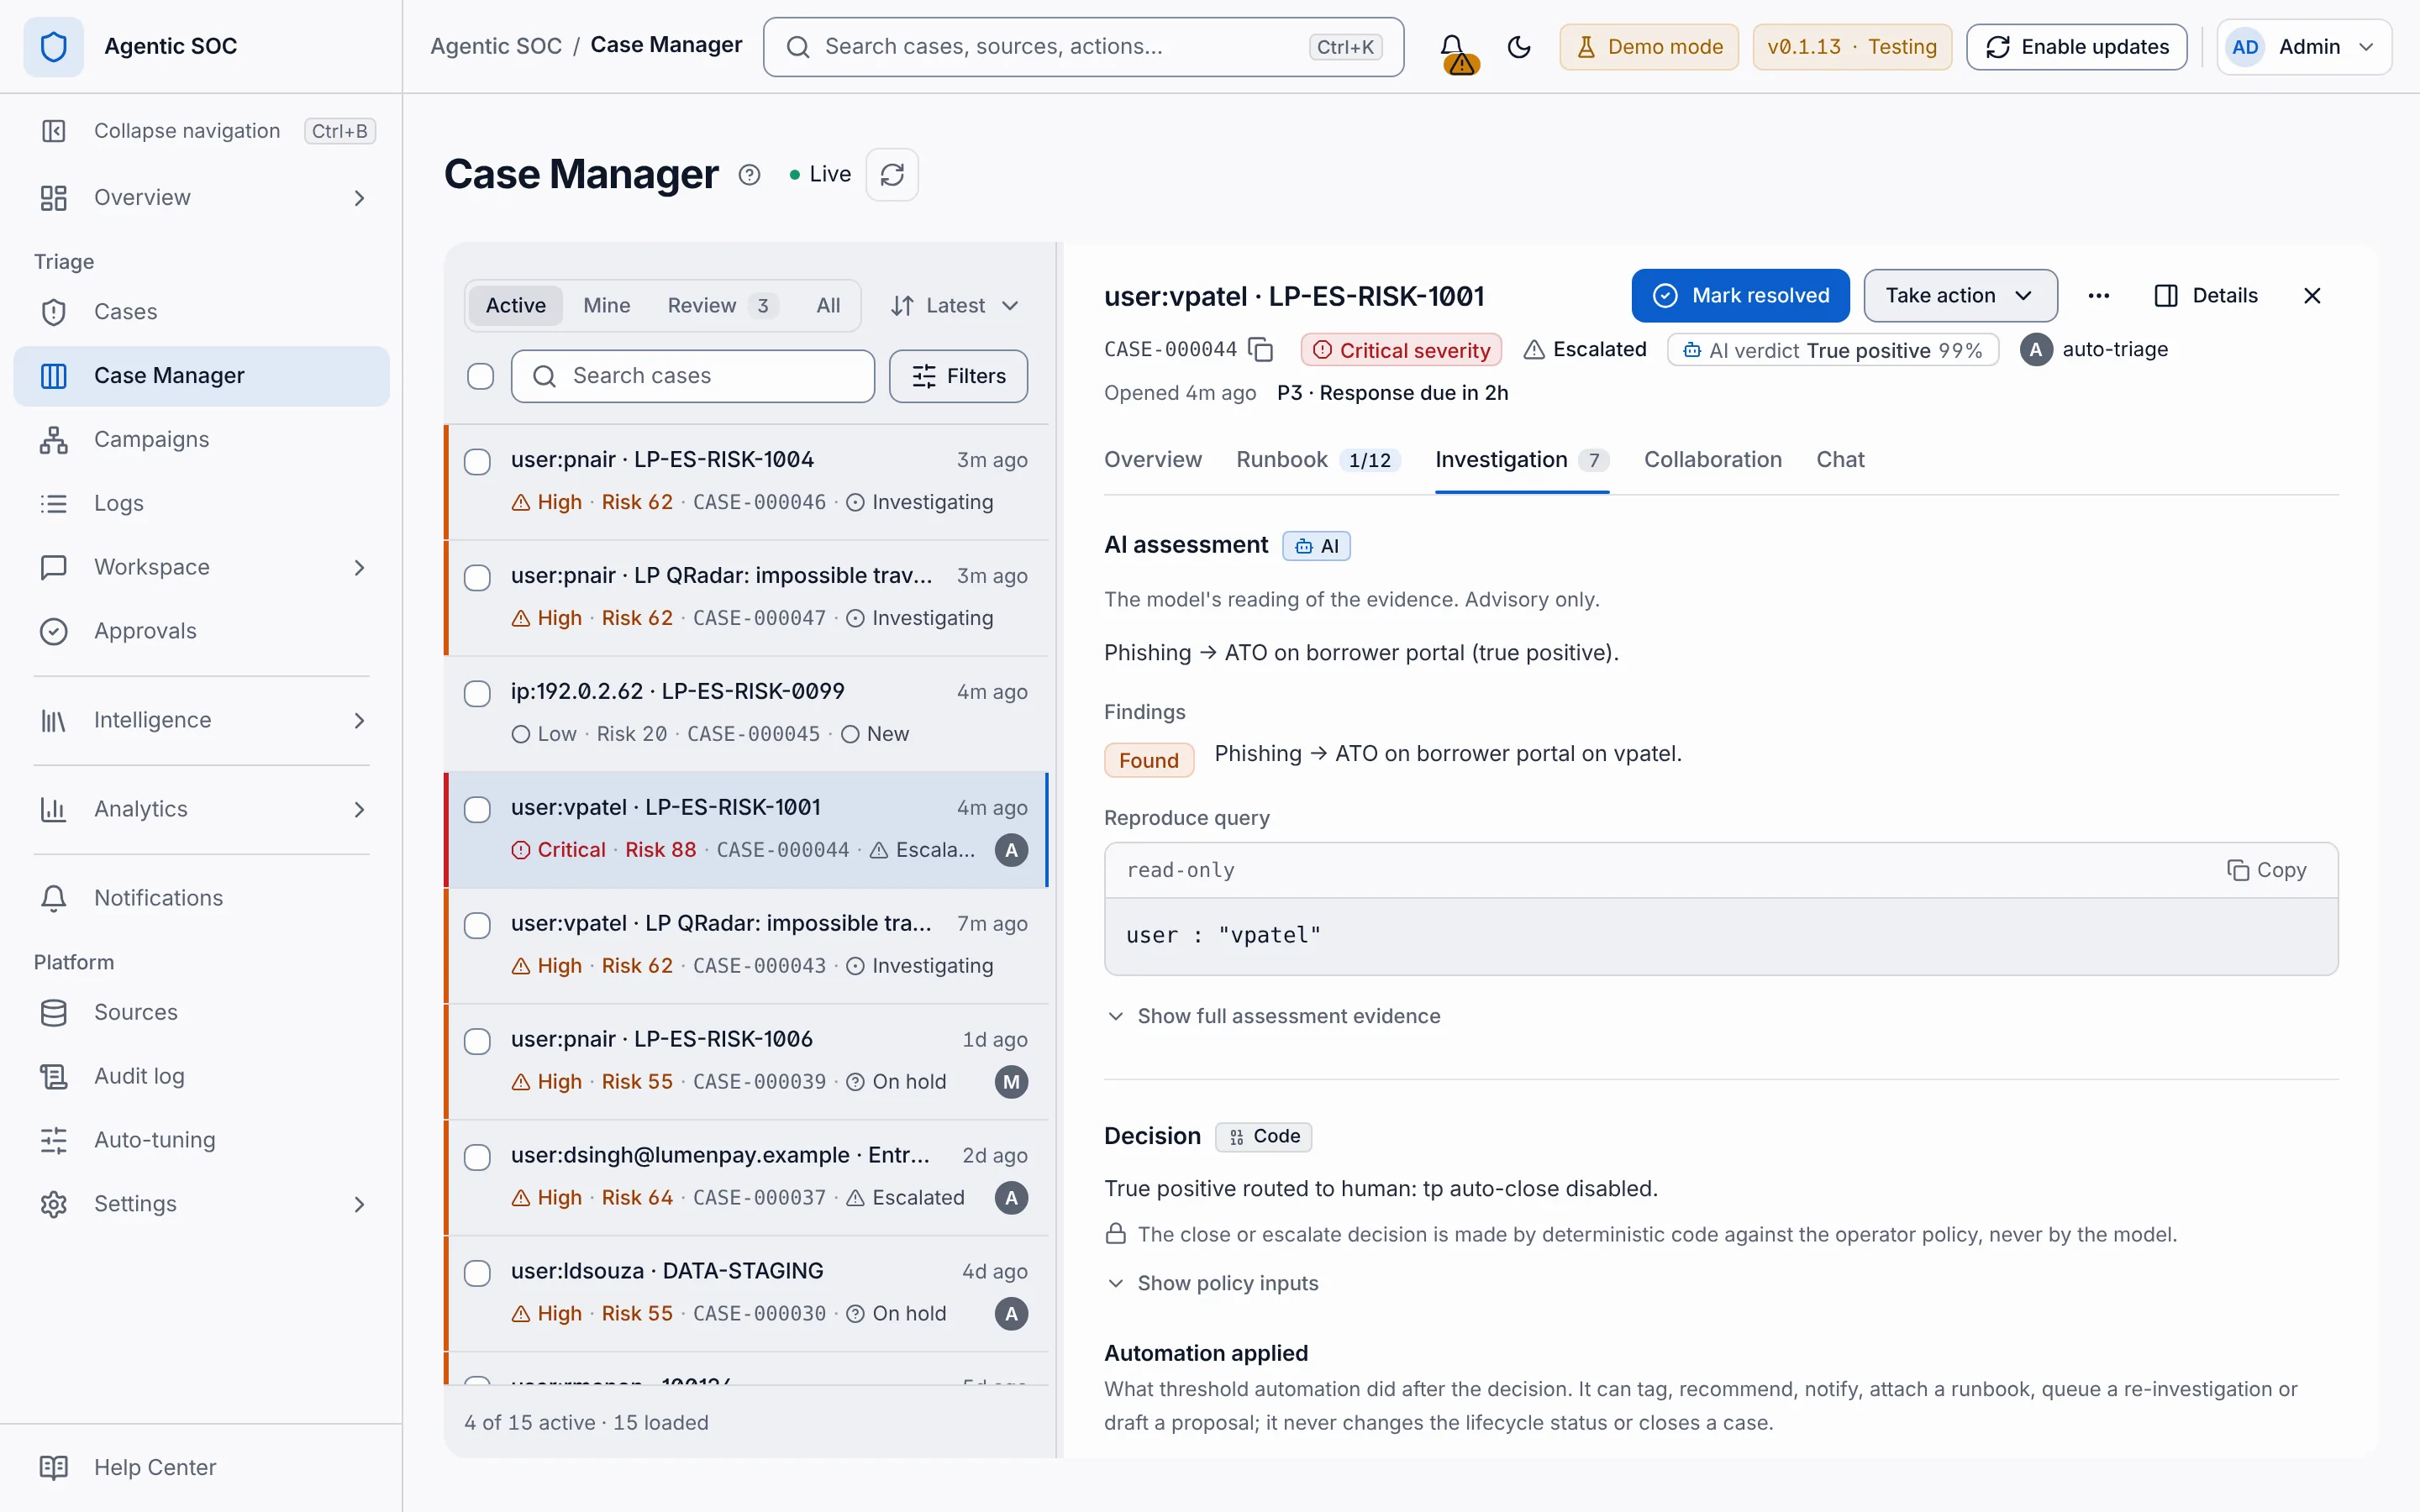 Agentic SOC
Agentic SOC / Case Manager
Search cases, sources, actions...
Ctrl+K
Demo mode
v0.1.13 · Testing
Enable updates
AD
Admin
Collapse navigation
Ctrl+B
Overview
Triage
Cases
Case Manager
Campaigns
Logs
Workspace
Approvals
Intelligence
Analytics
Notifications
Platform
Sources
Audit log
Auto-tuning
Settings
Help Center
Case Manager
Live
Active
Mine
Review 3
All
Latest
Search cases
Filters
user:pnair · LP-ES-RISK-1004 3m ago
High · Risk 62 · CASE-000046 · Investigating
user:pnair · LP QRadar: impossible trav... 3m ago
High · Risk 62 · CASE-000047 · Investigating
ip:192.0.2.62 · LP-ES-RISK-0099 4m ago
Low · Risk 20 · CASE-000045 · New
user:vpatel · LP-ES-RISK-1001 4m ago
Critical · Risk 88 · CASE-000044 · Escala... A
user:vpatel · LP QRadar: impossible tra... 7m ago
High · Risk 62 · CASE-000043 · Investigating
user:pnair · LP-ES-RISK-1006 1d ago
High · Risk 55 · CASE-000039 · On hold M
user:dsingh@lumenpay.example · Entr... 2d ago
High · Risk 64 · CASE-000037 · Escalated A
user:ldsouza · DATA-STAGING 4d ago
High · Risk 55 · CASE-000030 · On hold A
4 of 15 active · 15 loaded
user:vpatel · LP-ES-RISK-1001
Mark resolved
Take action
Details
CASE-000044
Critical severity
Escalated
AI verdict True positive 99%
A auto-triage
Opened 4m ago P3 · Response due in 2h
Overview
Runbook 1/12
Investigation 7
Collaboration
Chat
AI assessment AI
The model's reading of the evidence. Advisory only.
Phishing → ATO on borrower portal (true positive).
Findings
Found Phishing → ATO on borrower portal on vpatel.
Reproduce query
read-only
Copy
user : "vpatel"
Show full assessment evidence
Decision Code
True positive routed to human: tp auto-close disabled.
The close or escalate decision is made by deterministic code against the operator policy, never by the model.
Show policy inputs
Automation applied
What threshold automation did after the decision. It can tag, recommend, notify, attach a runbook, queue a re-investigation or
draft a proposal; it never changes the lifecycle status or closes a case.